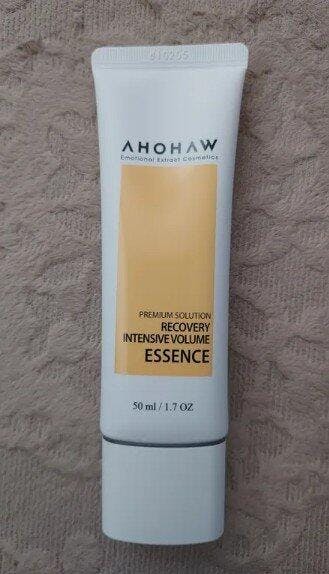 AHOHAW
Emotional Extract Cosmetics
PREMIUM SOLUTION
RECOVERY
INTENSIVE VOLUME
ESSENCE
50 ml / 1.7 OZ